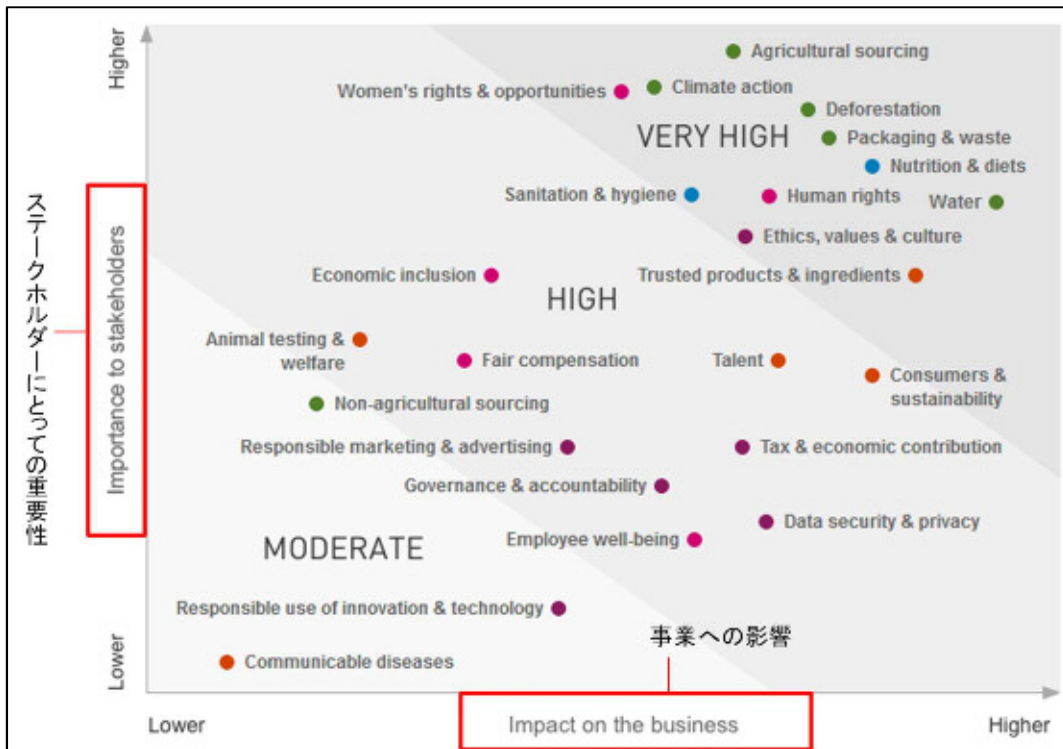 Higher
Agricultural sourcing
Women's rights & opportunities
Climate action
Deforestation
VERY HIGH
Packaging & waste
Nutrition & diets
Sanitation & hygiene
Human rights
Water
Ethics, values & culture
Economic inclusion
Trusted products & ingredients
HIGH
Animal testing &
welfare
Fair compensation
Talent
Consumers &
sustainability
Non-agricultural sourcing
Responsible marketing & advertising
Tax & economic contribution
Governance & accountability
Data security & privacy
MODERATE
Employee well-being
Responsible use of innovation & technology
Communicable diseases
ステークホルダーにとっての重要性
Importance to stakeholders
Lower
事業への影響
Lower
Impact on the business
Higher